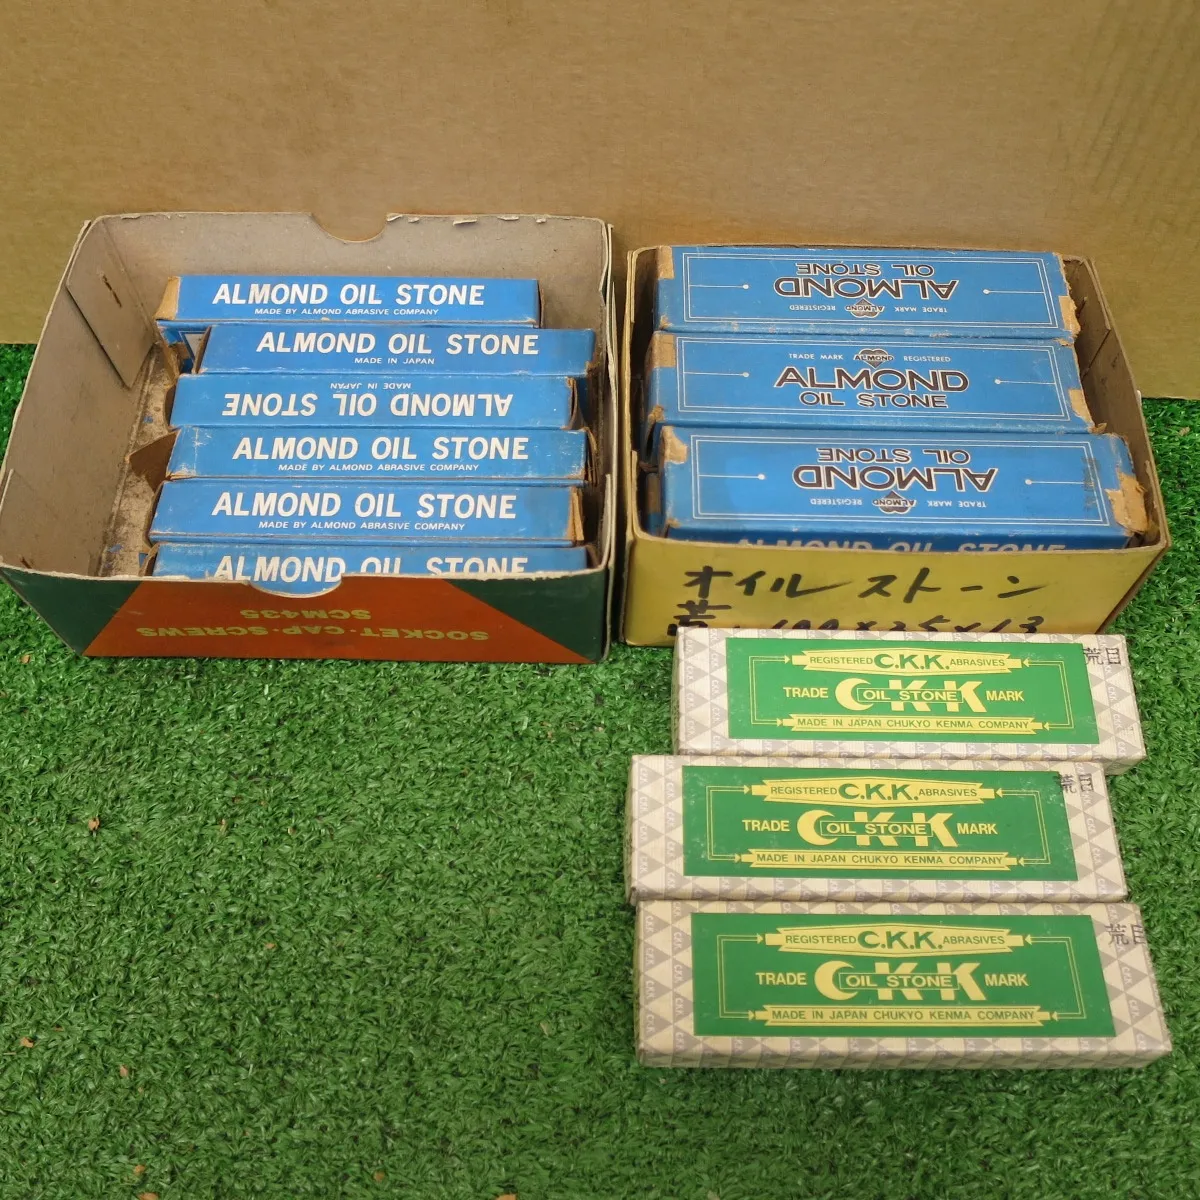 ALMOND OIL STONE
MADE BY ALMOND ABRASIVE COMPANY
ALMOND OIL STONE
MADE IN JAPAN
ALMOND OIL STONE
MADE IN JAPAN
ALMOND OIL STONE
MADE BY ALMOND ABRASIVE COMPANY
ALMOND OIL STONE
MADE BY ALMOND ABRASIVE COMPANY
ALMOND OIL STONE
SOCKET・CAP・SCREWS
SCM435
TRADE MARK ALMOND REGISTERED
ALMOND
OIL STONE
TRADE MARK ALMOND REGISTERED
ALMOND
OIL STONE
TRADE MARK ALMOND REGISTERED
ALMOND
OIL STONE
ALMOND OIL STONE
オイルストーン
100×25×13
荒目
REGISTERED C.K.K. ABRASIVES
TRADE CKK OIL STONE MARK
MADE IN JAPAN CHUKYO KENMA COMPANY
荒目
REGISTERED C.K.K. ABRASIVES
TRADE CKK OIL STONE MARK
MADE IN JAPAN CHUKYO KENMA COMPANY
荒目
REGISTERED C.K.K. ABRASIVES
TRADE CKK OIL STONE MARK
MADE IN JAPAN CHUKYO KENMA COMPANY